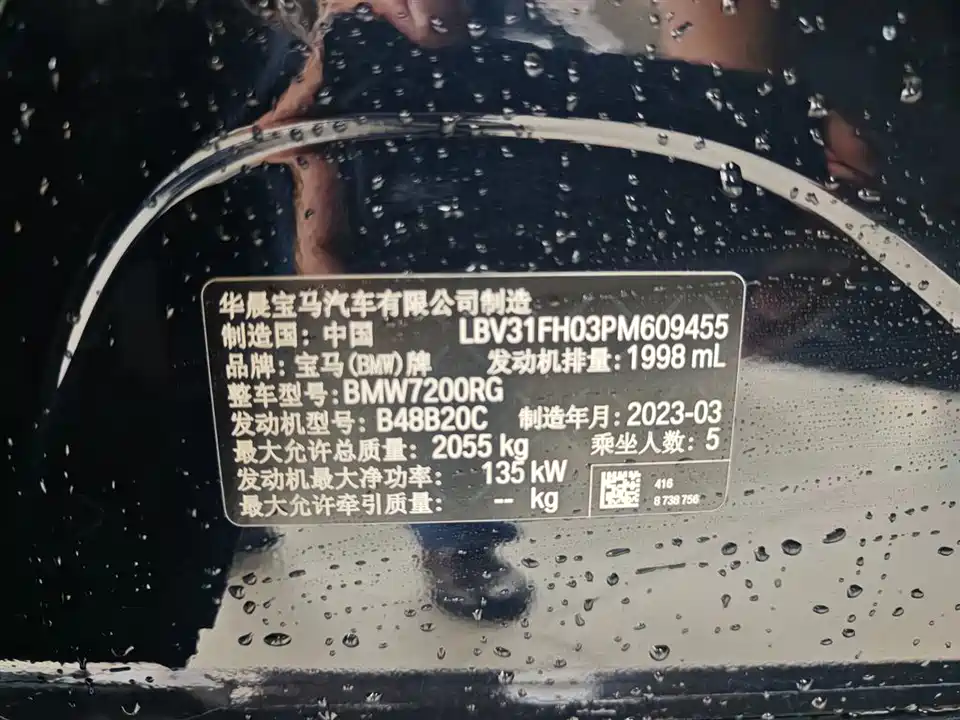 华晨宝马汽车有限公司制造
制造国：中国 LBV31FH03PM609455
品牌：宝马(BMW)牌 发动机排量：1998 mL
整车型号：BMW7200RG
发动机型号：B48B20C 制造年月：2023-03
最大允许总质量：2055 kg 乘坐人数：5
发动机最大净功率：135 kW
最大允许牵引质量：-- kg
416
8 738 756